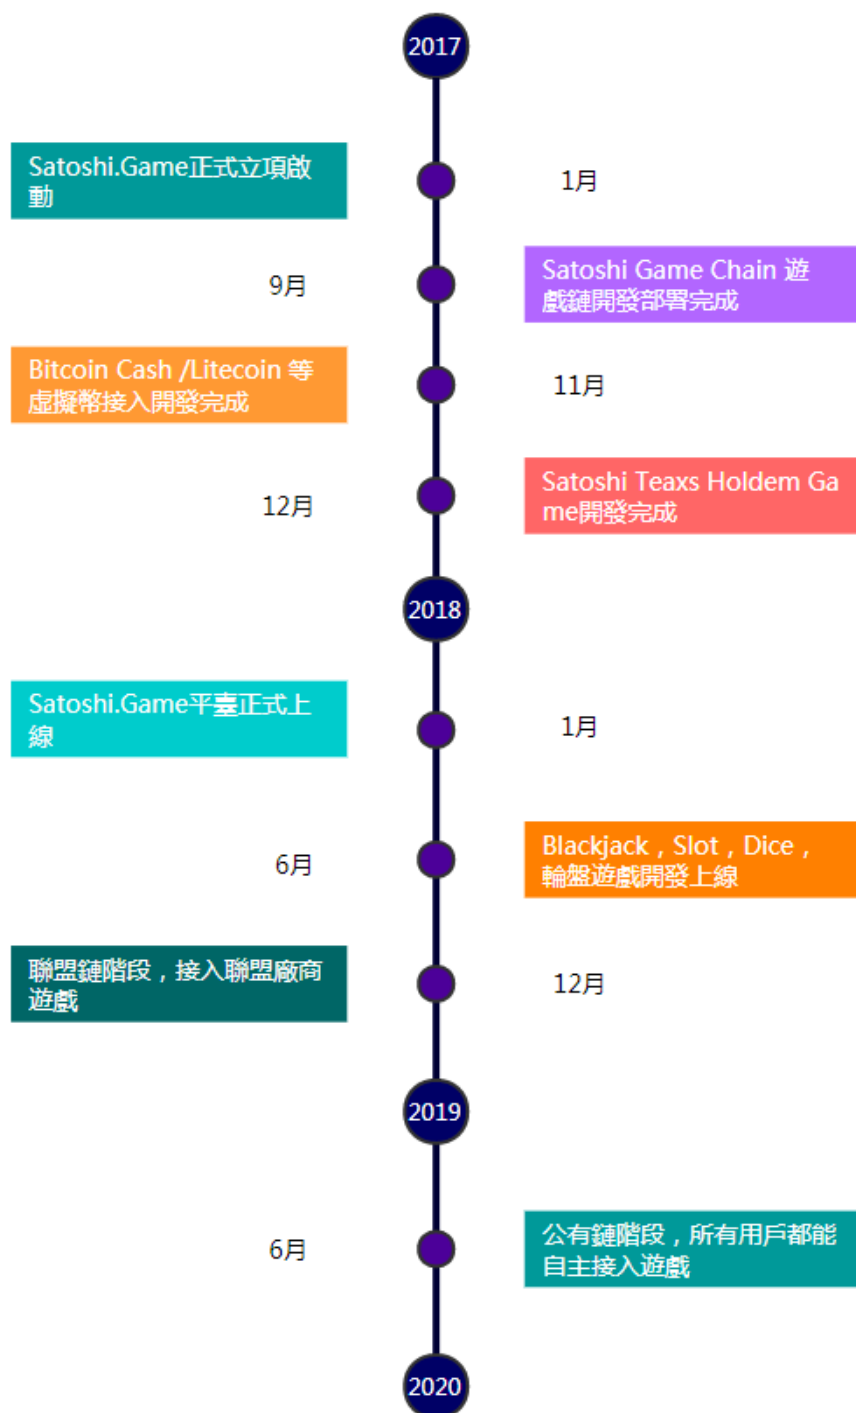 2017
Satoshi.Game正式立項啟
動
1月
9月
Satoshi Game Chain 遊
戲鏈開發部署完成
Bitcoin Cash /Litecoin 等
虛擬幣接入開發完成
11月
12月
Satoshi Teaxs Holdem Ga
me開發完成
2018
Satoshi.Game平臺正式上
線
1月
6月
Blackjack，Slot，Dice，
輪盤遊戲開發上線
聯盟鏈階段，接入聯盟廠商
遊戲
12月
2019
6月
公有鏈階段，所有用戶都能
自主接入遊戲
2020